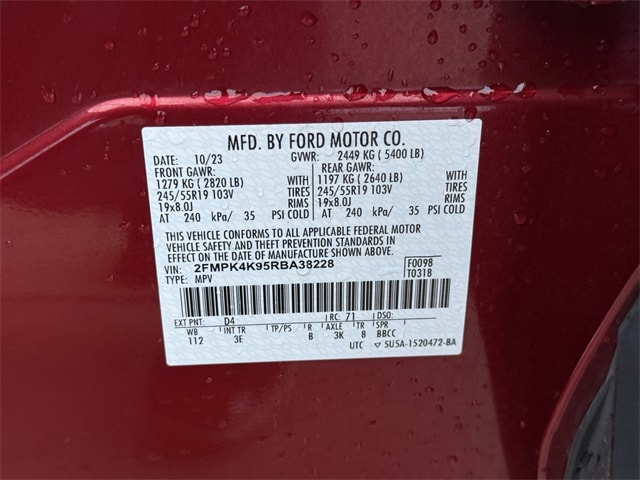 MFD. BY FORD MOTOR CO.
DATE: 10/23 GVWR: 2449 KG ( 5400 LB)
FRONT GAWR: REAR GAWR:
1279 KG ( 2820 LB) WITH 1197 KG ( 2640 LB) WITH
245/55R19 103V TIRES 245/55R19 103V TIRES
19x8.0J RIMS 19x8.0J RIMS
AT 240 kPa/ 35 PSI COLD AT 240 kPa/ 35 PSI COLD
THIS VEHICLE CONFORMS TO ALL APPLICABLE FEDERAL MOTOR
VEHICLE SAFETY AND THEFT PREVENTION STANDARDS IN
EFFECT ON THE DATE OF MANUFACTURE SHOWN ABOVE.
VIN: 2FMPK4K95RBA38228 F0098
TYPE: MPV T0318
EXT PNT: D4 RC: 71 DSO:
WB INT TR TP/PS R AXLE TR SPR
112 3E B 3K 8 BBCC
UTC ▽ 5U5A-1520472-BA